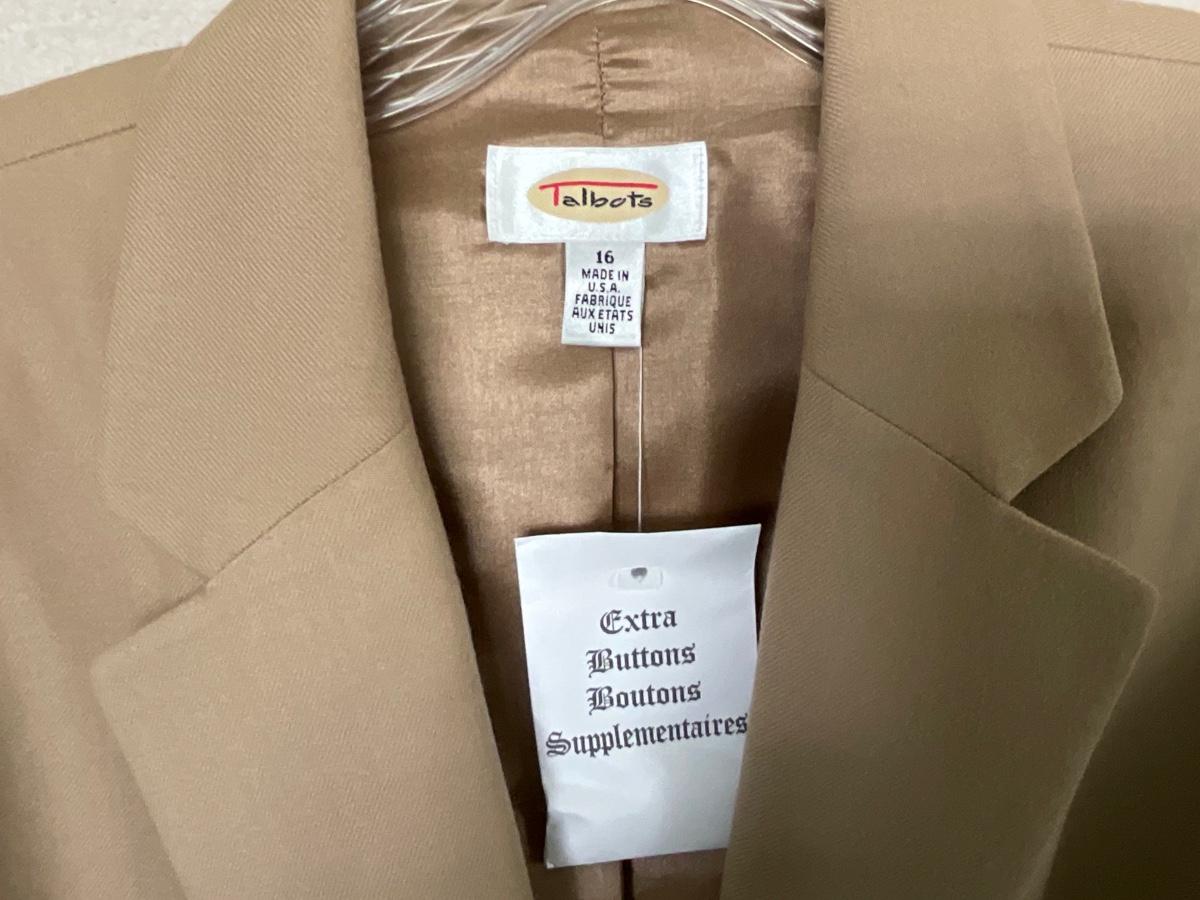 Talbots
16
MADE IN
U.S.A.
FABRIQUE
AUX ETATS
UNIS
Extra
Buttons
Boutons
Supplementaires